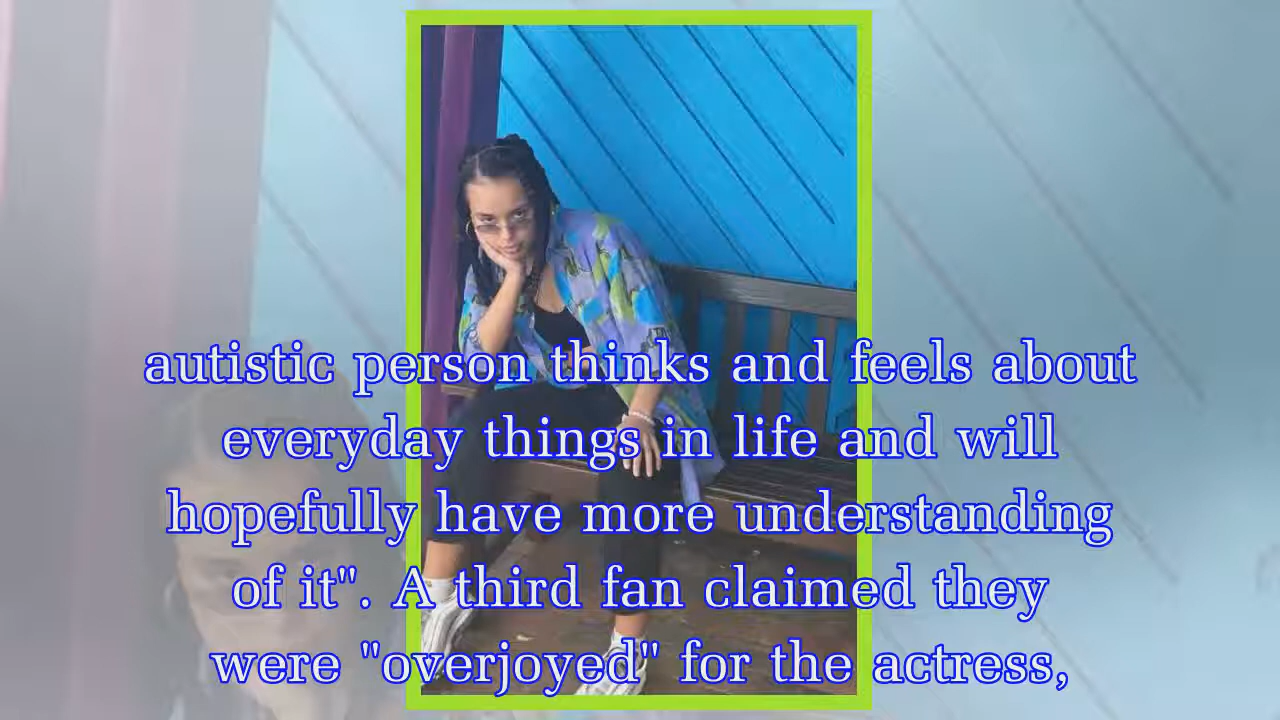 autistic person thinks and feels about
everyday things in life and will
hopefully have more understanding
of it". A third fan claimed they
were "overjoyed" for the actress,